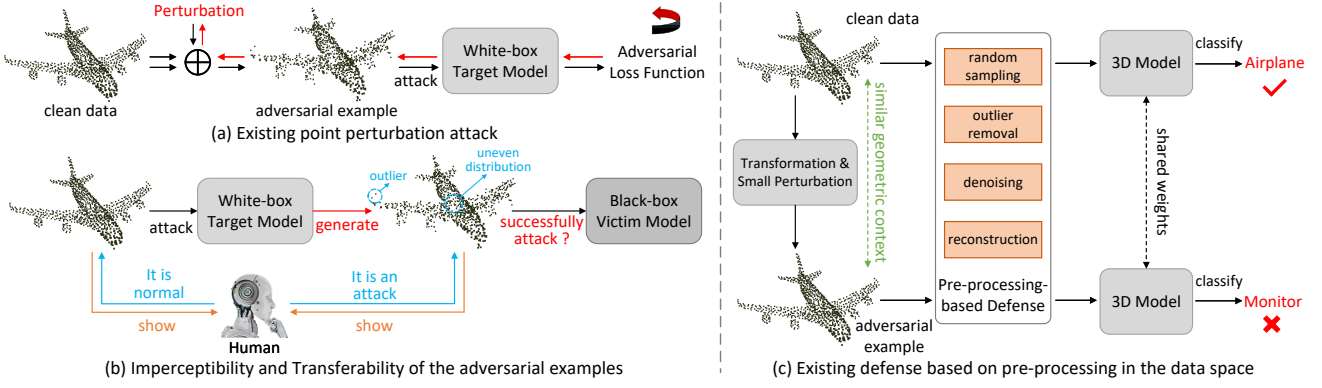 Perturbation
clean data
adversarial example
attack
White-box
Target Model
Adversarial
Loss Function
(a) Existing point perturbation attack
attack
White-box
Target Model
generate
outlier
uneven
distribution
successfully
attack ?
Black-box
Victim Model
It is
normal
It is an
attack
show
show
Human
(b) Imperceptibility and Transferability of the adversarial examples
clean data
Transformation &
Small Perturbation
similar geometric context
adversarial
example
random
sampling
outlier
removal
denoising
reconstruction
Pre-processing-
based Defense
3D Model
classify
Airplane
shared weights
3D Model
classify
Monitor
(c) Existing defense based on pre-processing in the data space